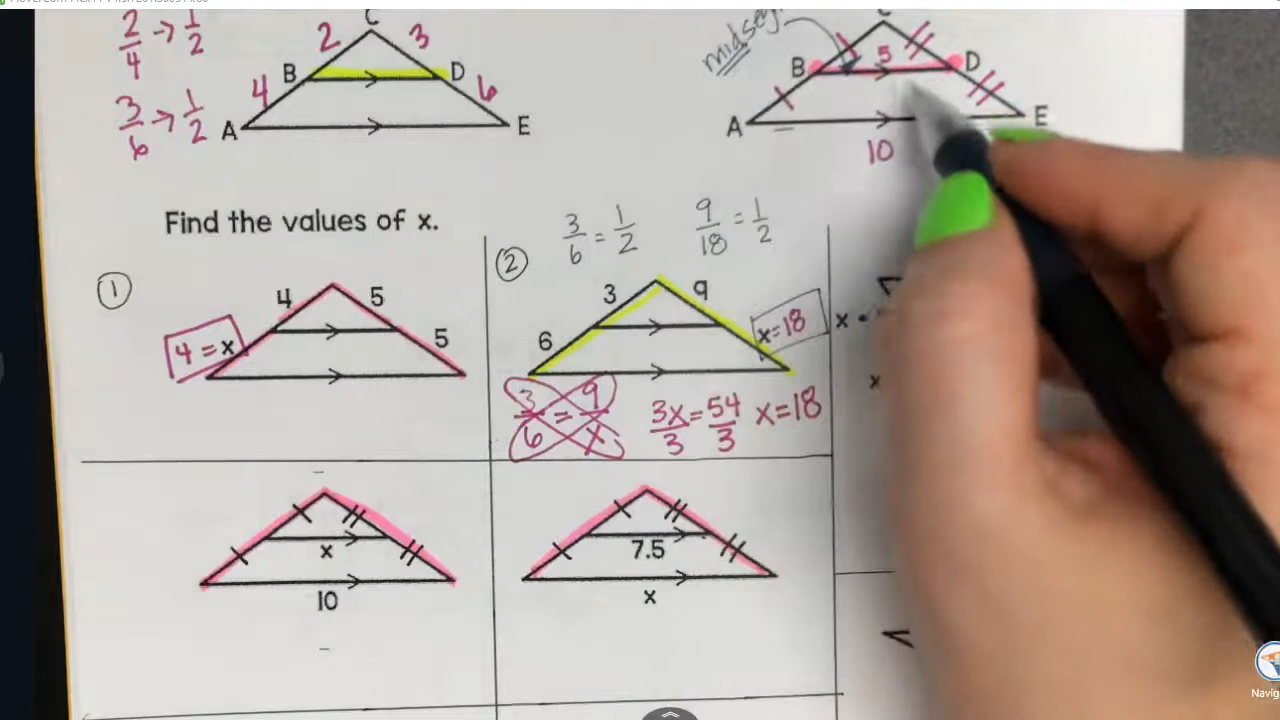 2/4 → 1/2
3/6 → 1/2
C
2 3
B D
4 6
A E
midseg
B 5 D
A E
10
Find the values of x.
3/6 = 1/2 9/18 = 1/2
①
4 5
4 = x 5
②
3 9
6 x=18
3/6 = 9/x 3x/3 = 54/3 x=18
x •
x
x
10
7.5
x
Navig